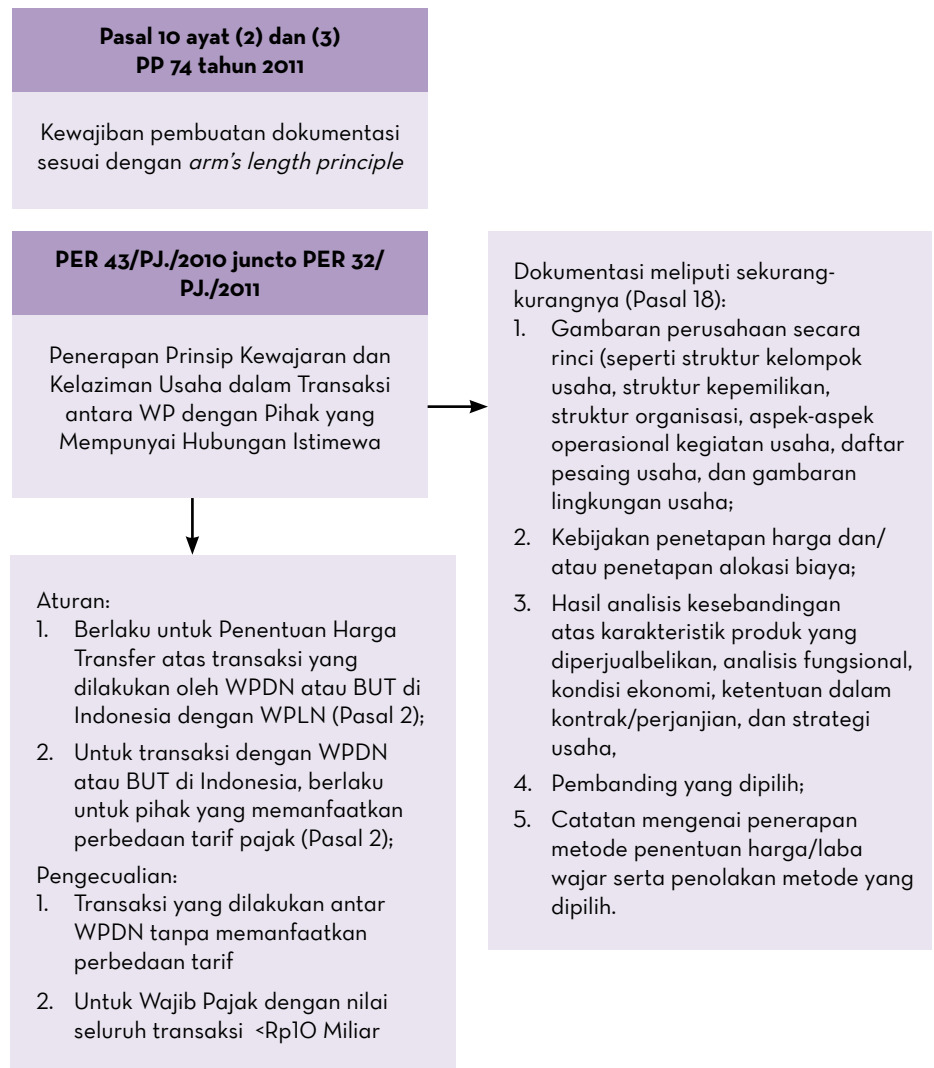 Pasal 10 ayat (2) dan (3)
PP 74 tahun 2011
Kewajiban pembuatan dokumentasi
sesuai dengan arm's length principle
PER 43/PJ./2010 juncto PER 32/
PJ./2011
Penerapan Prinsip Kewajaran dan
Kelaziman Usaha dalam Transaksi
antara WP dengan Pihak yang
Mempunyai Hubungan Istimewa
Aturan:
1. Berlaku untuk Penentuan Harga
Transfer atas transaksi yang
dilakukan oleh WPDN atau BUT di
Indonesia dengan WPLN (Pasal 2);
2. Untuk transaksi dengan WPDN
atau BUT di Indonesia, berlaku
untuk pihak yang memanfaatkan
perbedaan tarif pajak (Pasal 2);
Pengecualian:
1. Transaksi yang dilakukan antar
WPDN tanpa memanfaatkan
perbedaan tarif
2. Untuk Wajib Pajak dengan nilai
seluruh transaksi <Rp10 Miliar
Dokumentasi meliputi sekurang-
kurangnya (Pasal 18):
1. Gambaran perusahaan secara
rinci (seperti struktur kelompok
usaha, struktur kepemilikan,
struktur organisasi, aspek-aspek
operasional kegiatan usaha, daftar
pesaing usaha, dan gambaran
lingkungan usaha;
2. Kebijakan penetapan harga dan/
atau penetapan alokasi biaya;
3. Hasil analisis kesebandingan
atas karakteristik produk yang
diperjualbelikan, analisis fungsional,
kondisi ekonomi, ketentuan dalam
kontrak/perjanjian, dan strategi
usaha,
4. Pembanding yang dipilih;
5. Catatan mengenai penerapan
metode penentuan harga/laba
wajar serta penolakan metode yang
dipilih.